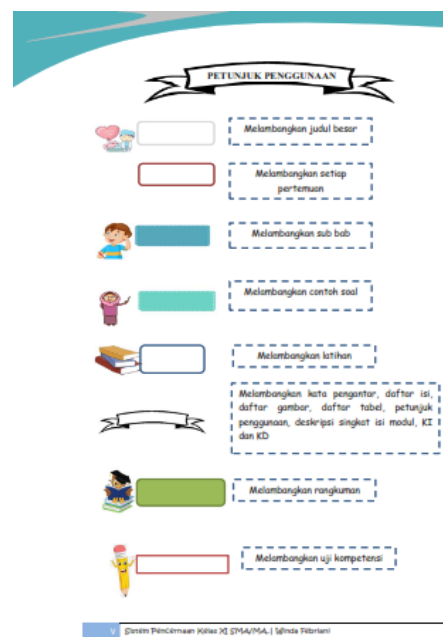 PETUNJUK PENGGUNAAN
Melambangkan judul besar
Melambangkan setiap
pertemuan
Melambangkan sub bab
Melambangkan contoh soal
Melambangkan latihan
Melambangkan kata pengantar, daftar isi,
daftar gambar, daftar tabel, petunjuk
penggunaan, deskripsi singkat isi modul, KI
dan KD
Melambangkan rangkuman
Melambangkan uji kompetensi
v Sistem Pencernaan Kelas XI SMA/MA | Winda Febriani